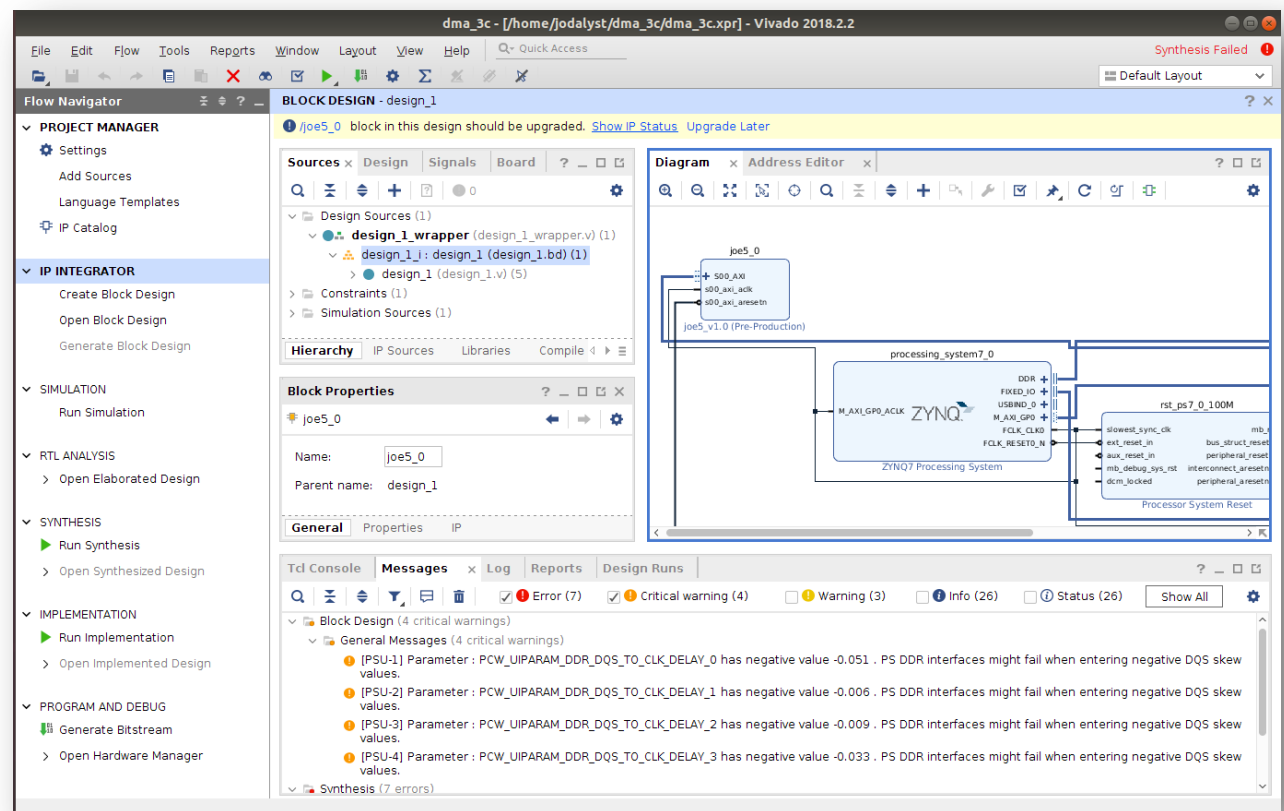 dma_3c - [/home/jodalyst/dma_3c/dma_3c.xpr] - Vivado 2018.2.2
File Edit Flow Tools Reports Window Layout View Help Quick Access
Synthesis Failed
Default Layout
Flow Navigator
PROJECT MANAGER
Settings
Add Sources
Language Templates
IP Catalog
IP INTEGRATOR
Create Block Design
Open Block Design
Generate Block Design
SIMULATION
Run Simulation
RTL ANALYSIS
Open Elaborated Design
SYNTHESIS
Run Synthesis
Open Synthesized Design
IMPLEMENTATION
Run Implementation
Open Implemented Design
PROGRAM AND DEBUG
Generate Bitstream
Open Hardware Manager
BLOCK DESIGN - design_1
/joe5_0 block in this design should be upgraded. Show IP Status Upgrade Later
Sources Design Signals Board
0
Design Sources (1)
design_1_wrapper (design_1_wrapper.v) (1)
design_1_i : design_1 (design_1.bd) (1)
design_1 (design_1.v) (5)
Constraints (1)
Simulation Sources (1)
Hierarchy IP Sources Libraries Compile
Block Properties
joe5_0
Name: joe5_0
Parent name: design_1
General Properties IP
Diagram Address Editor
joe5_0
S00_AXI
s00_axi_aclk
s00_axi_aresetn
joe5_v1.0 (Pre-Production)
processing_system7_0
M_AXI_GP0_ACLK
ZYNQ
DDR
FIXED_IO
USBIND_0
M_AXI_GP0
FCLK_CLK0
FCLK_RESET0_N
ZYNQ7 Processing System
rst_ps7_0_100M
slowest_sync_clk mb_r
ext_reset_in bus_struct_reset
aux_reset_in peripheral_reset
mb_debug_sys_rst interconnect_aresetn
dcm_locked peripheral_aresetn
Processor System Reset
Tcl Console Messages Log Reports Design Runs
Error (7) Critical warning (4) Warning (3) Info (26) Status (26) Show All
Block Design (4 critical warnings)
General Messages (4 critical warnings)
[PSU-1] Parameter : PCW_UIPARAM_DDR_DQS_TO_CLK_DELAY_0 has negative value -0.051 . PS DDR interfaces might fail when entering negative DQS skew
values.
[PSU-2] Parameter : PCW_UIPARAM_DDR_DQS_TO_CLK_DELAY_1 has negative value -0.006 . PS DDR interfaces might fail when entering negative DQS skew
values.
[PSU-3] Parameter : PCW_UIPARAM_DDR_DQS_TO_CLK_DELAY_2 has negative value -0.009 . PS DDR interfaces might fail when entering negative DQS skew
values.
[PSU-4] Parameter : PCW_UIPARAM_DDR_DQS_TO_CLK_DELAY_3 has negative value -0.033 . PS DDR interfaces might fail when entering negative DQS skew
values.
Synthesis (7 errors)